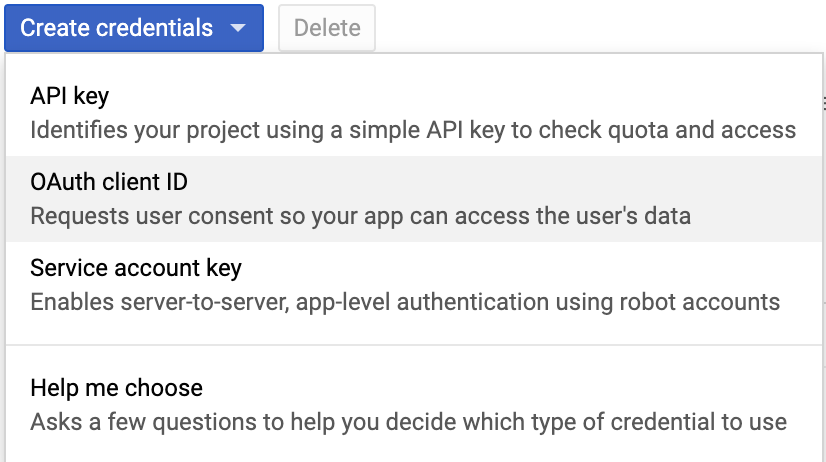 Create credentials
Delete
API key
Identifies your project using a simple API key to check quota and access
OAuth client ID
Requests user consent so your app can access the user's data
Service account key
Enables server-to-server, app-level authentication using robot accounts
Help me choose
Asks a few questions to help you decide which type of credential to use